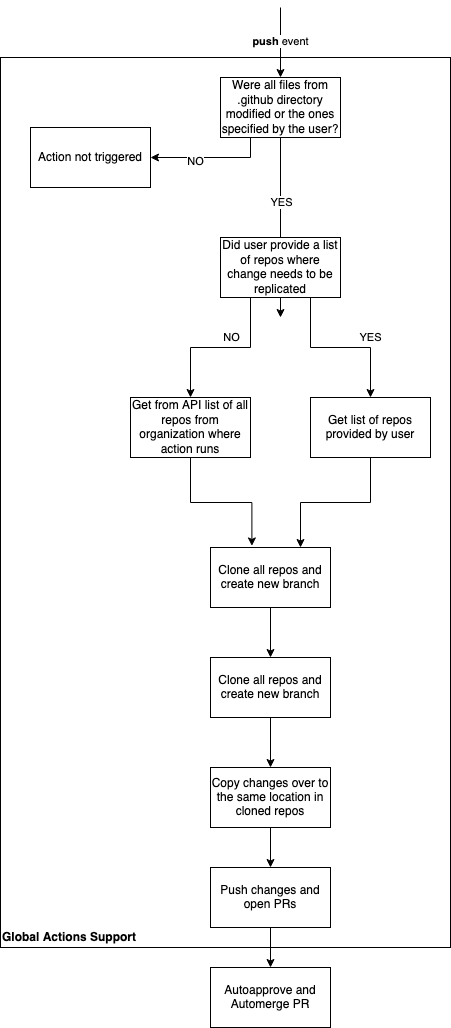 push event
Were all files from
.github directory
modified or the ones
specified by the user?
Action not triggered
NO
YES
Did user provide a list
of repos where
change needs to be
replicated
NO
YES
Get from API list of all
repos from
organization where
action runs
Get list of repos
provided by user
Clone all repos and
create new branch
Clone all repos and
create new branch
Copy changes over to
the same location in
cloned repos
Push changes and
open PRs
Global Actions Support
Autoapprove and
Automerge PR